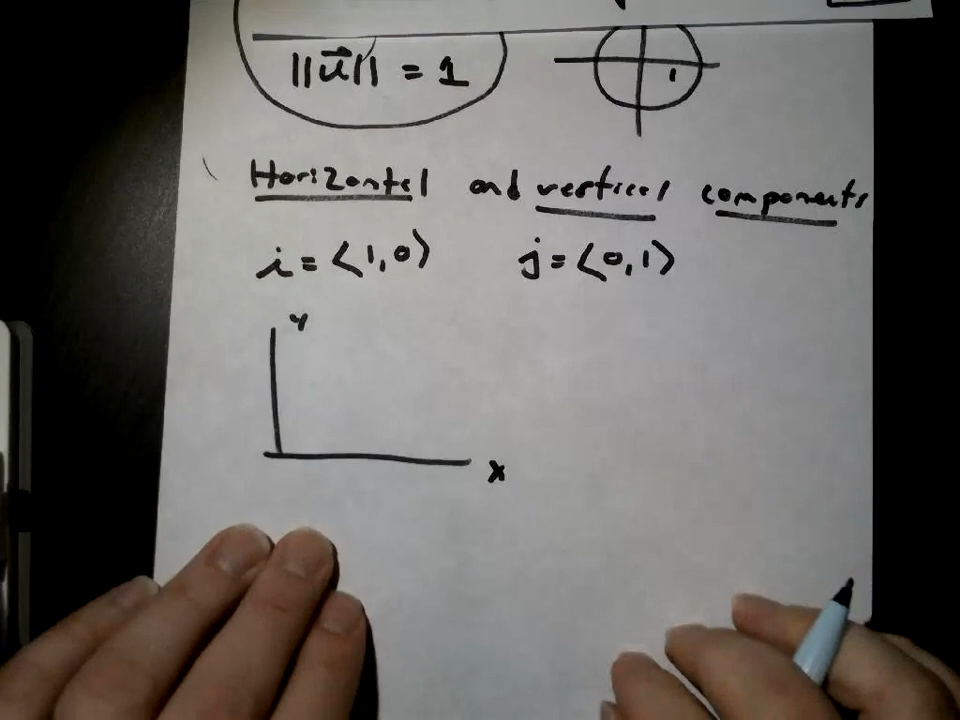 ||u⃗|| = 1
1
Horizontal and vertical components
i = ⟨1,0⟩ j = ⟨0,1⟩
y
x